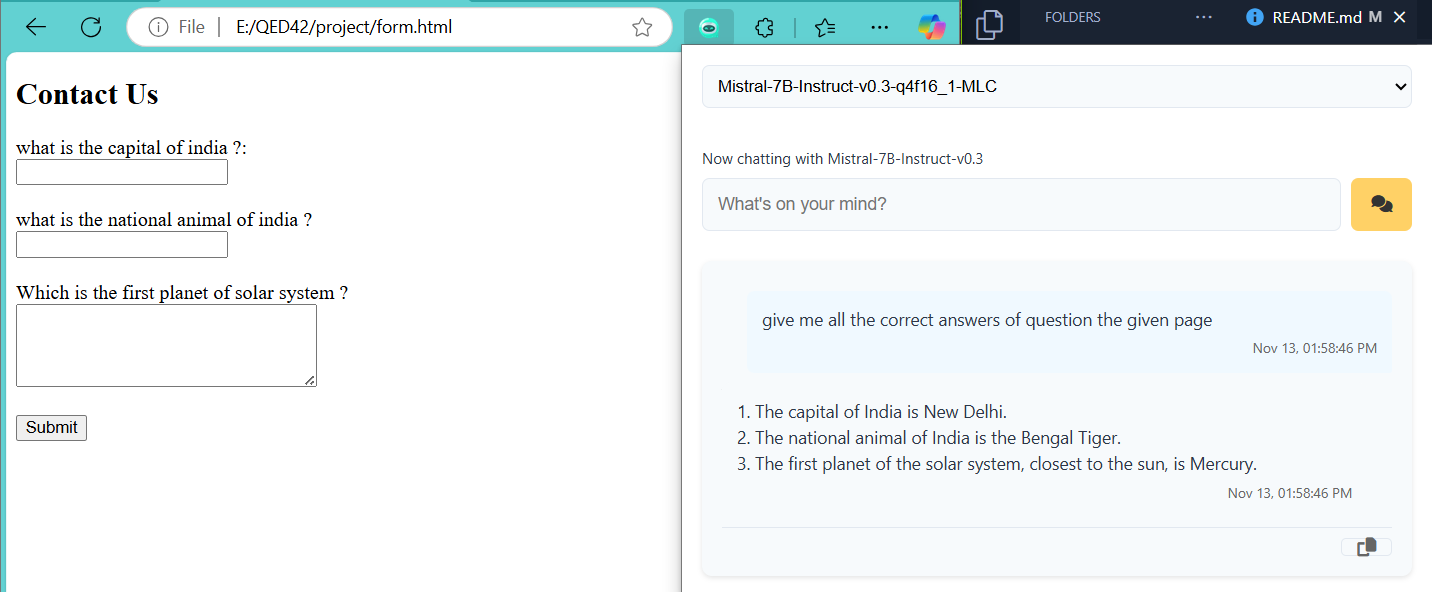 File E:/QED42/project/form.html
FOLDERS ... README.md M
Contact Us
what is the capital of india ?:
what is the national animal of india ?
Which is the first planet of solar system ?
Submit
Mistral-7B-Instruct-v0.3-q4f16_1-MLC
Now chatting with Mistral-7B-Instruct-v0.3
What's on your mind?
give me all the correct answers of question the given page
Nov 13, 01:58:46 PM
1. The capital of India is New Delhi.
2. The national animal of India is the Bengal Tiger.
3. The first planet of the solar system, closest to the sun, is Mercury.
Nov 13, 01:58:46 PM